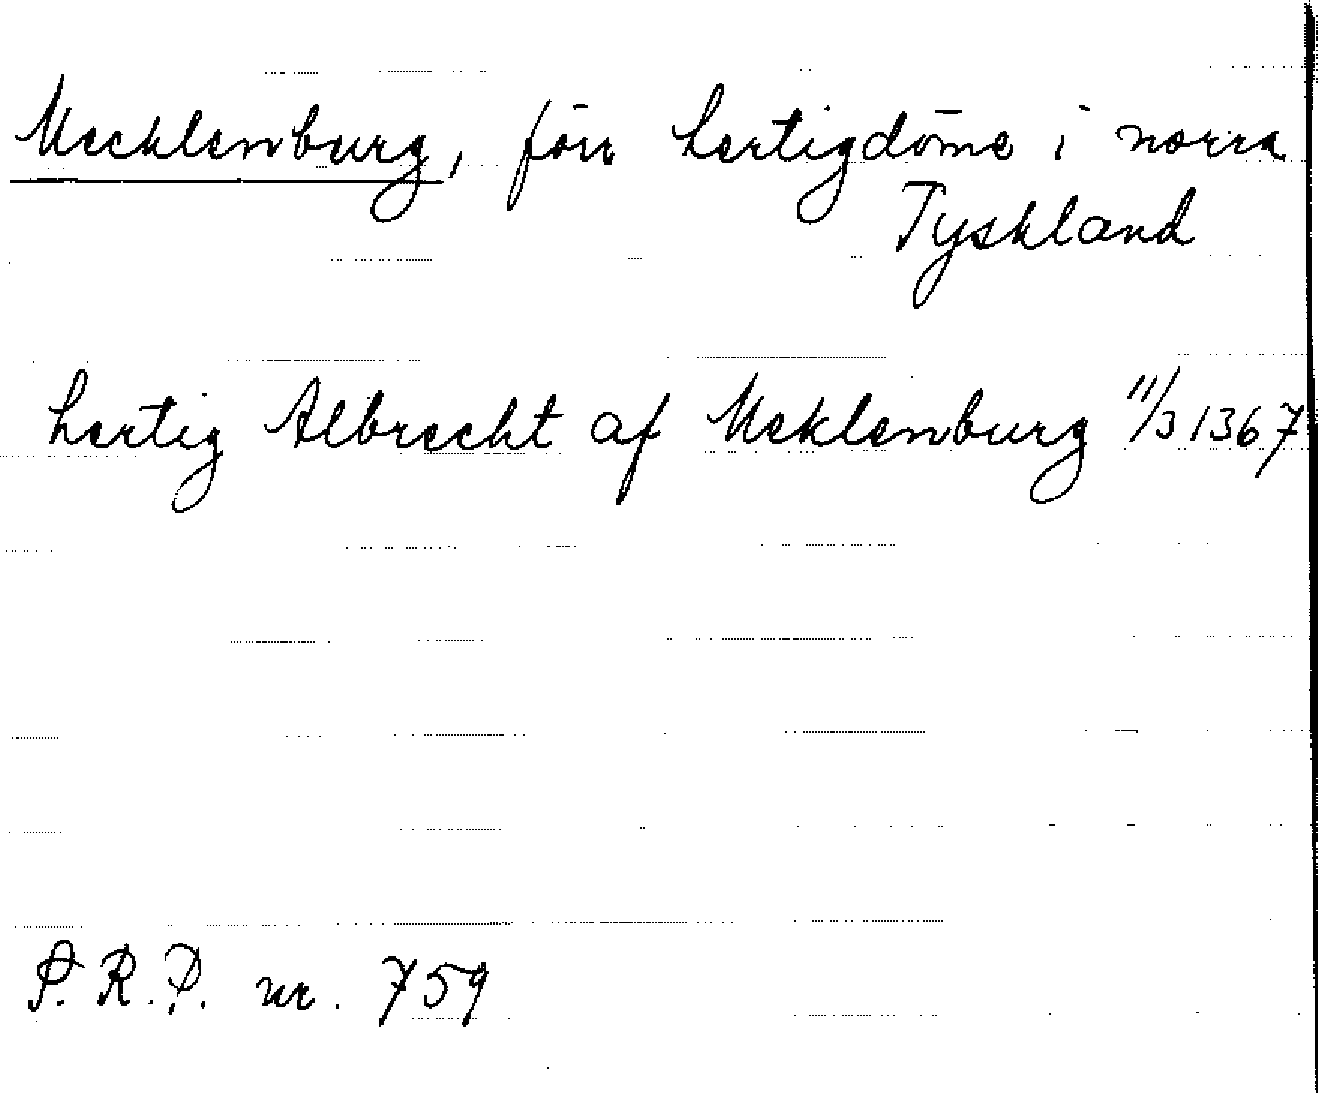 Mecklenburg, förr hertigdöme i norra
Tyskland
hertig Albrecht af Meklenburg 11/3 1367
S.R.P. nr. 759